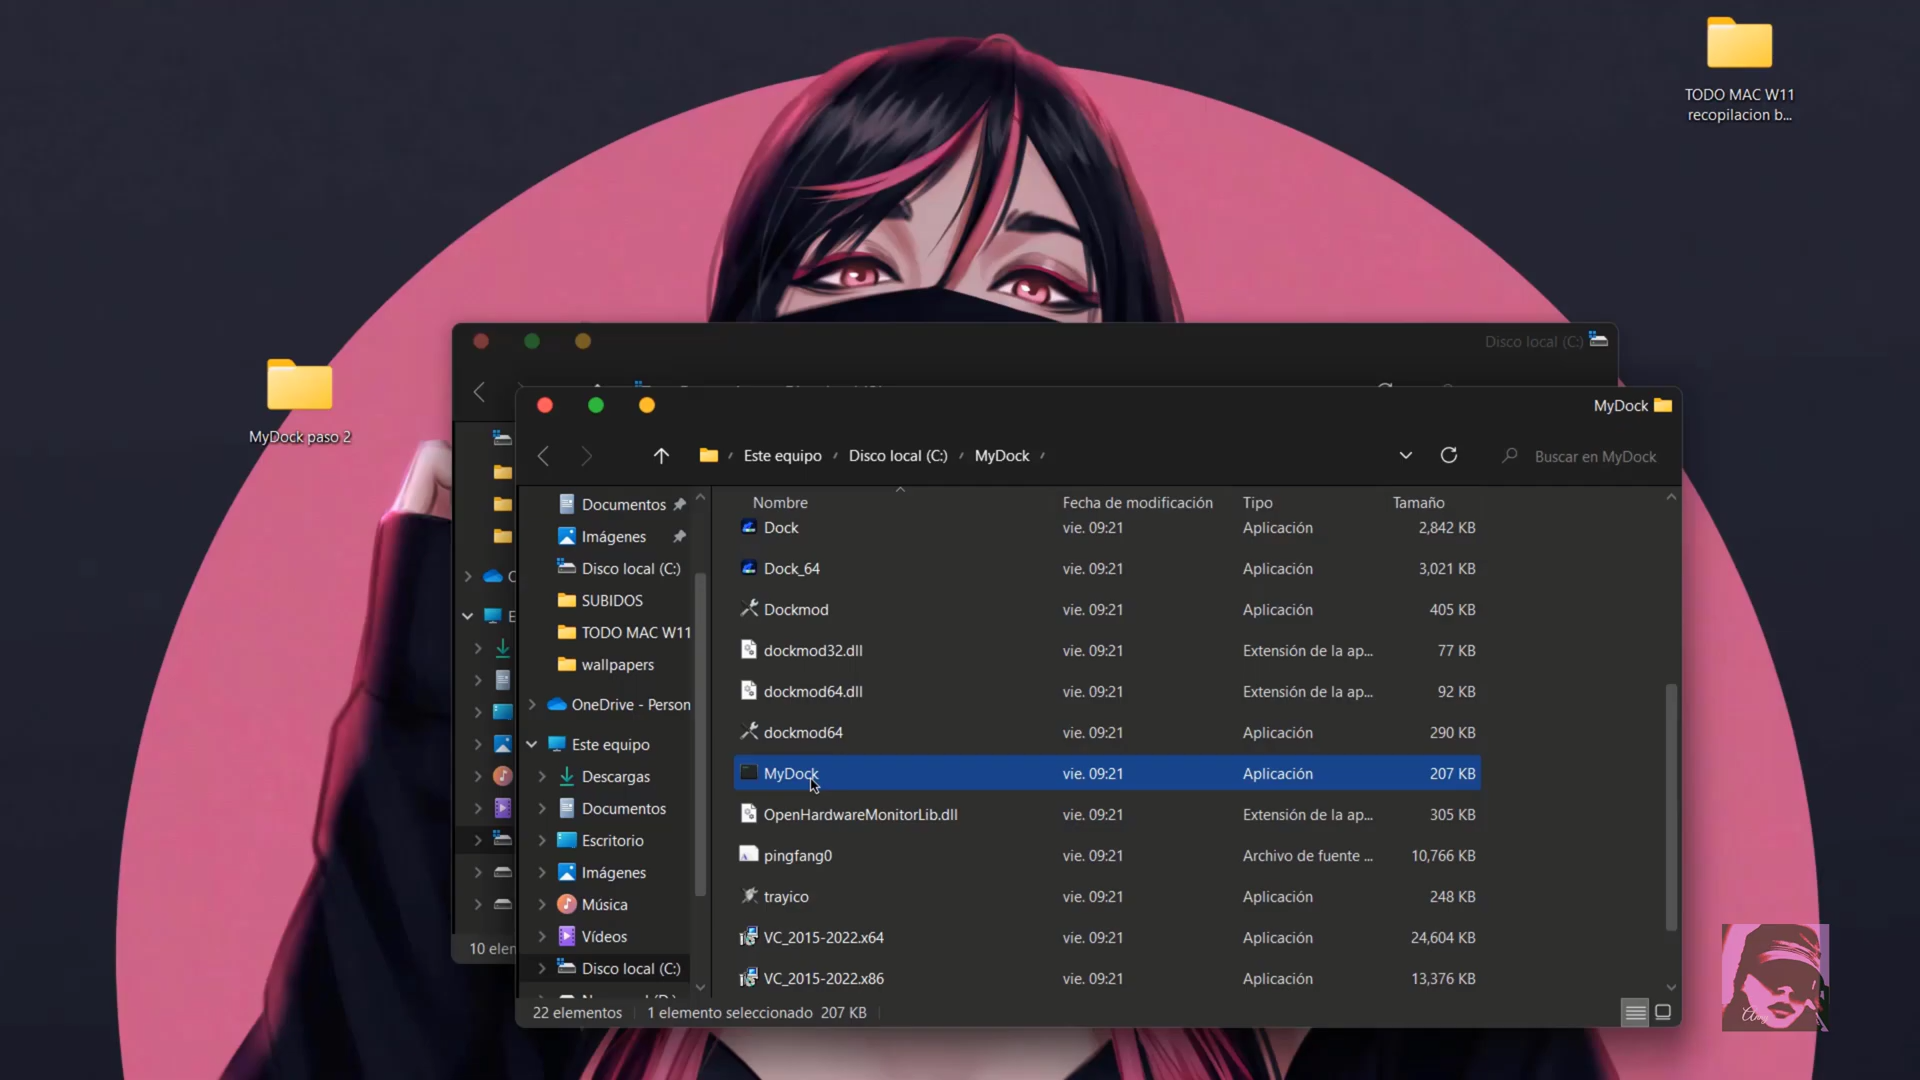 TODO MAC W11
recopilacion b...
MyDock paso 2
Disco local (C:)
MyDock
Este equipo / Disco local (C:) / MyDock /
Buscar en MyDock
Nombre Fecha de modificación Tipo Tamaño
Documentos
Imágenes
Disco local (C:)
SUBIDOS
TODO MAC W11
wallpapers
OneDrive - Person
Este equipo
Descargas
Documentos
Escritorio
Imágenes
Música
Vídeos
Disco local (C:)
Dock vie. 09:21 Aplicación 2,842 KB
Dock_64 vie. 09:21 Aplicación 3,021 KB
Dockmod vie. 09:21 Aplicación 405 KB
dockmod32.dll vie. 09:21 Extensión de la ap... 77 KB
dockmod64.dll vie. 09:21 Extensión de la ap... 92 KB
dockmod64 vie. 09:21 Aplicación 290 KB
MyDock vie. 09:21 Aplicación 207 KB
OpenHardwareMonitorLib.dll vie. 09:21 Extensión de la ap... 305 KB
pingfang0 vie. 09:21 Archivo de fuente ... 10,766 KB
trayico vie. 09:21 Aplicación 248 KB
VC_2015-2022.x64 vie. 09:21 Aplicación 24,604 KB
VC_2015-2022.x86 vie. 09:21 Aplicación 13,376 KB
10 elen
22 elementos 1 elemento seleccionado 207 KB